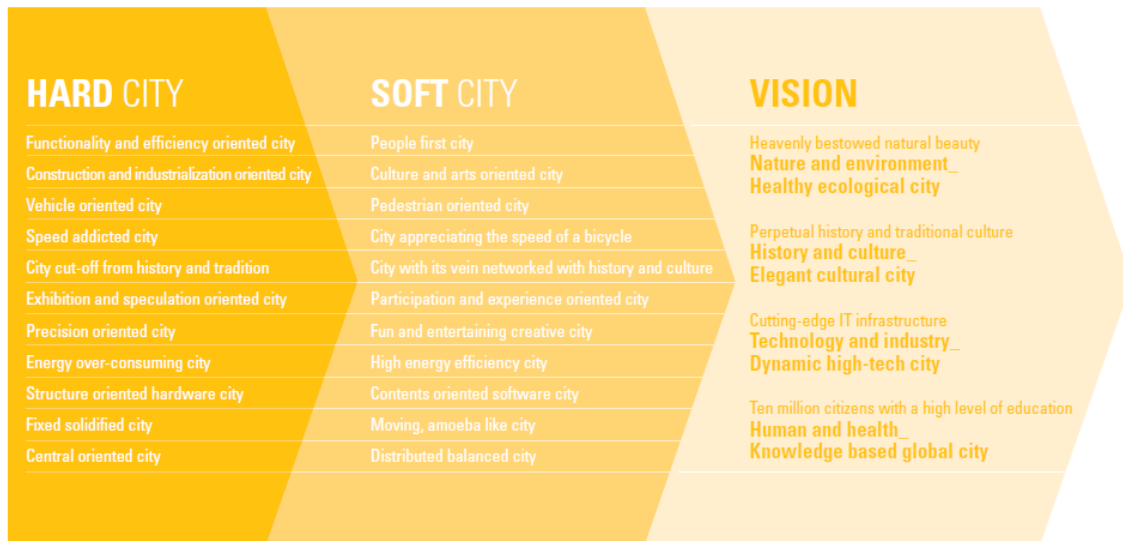 HARD CITY
Functionality and efficiency oriented city
Construction and industrialization oriented city
Vehicle oriented city
Speed addicted city
City cut-off from history and tradition
Exhibition and speculation oriented city
Precision oriented city
Energy over-consuming city
Structure oriented hardware city
Fixed solidified city
Central oriented city
SOFT CITY
People first city
Culture and arts oriented city
Pedestrian oriented city
City appreciating the speed of a bicycle
City with its vein networked with history and culture
Participation and experience oriented city
Fun and entertaining creative city
High energy efficiency city
Contents oriented software city
Moving, amoeba like city
Distributed balanced city
VISION
Heavenly bestowed natural beauty
Nature and environment_
Healthy ecological city
Perpetual history and traditional culture
History and culture_
Elegant cultural city
Cutting-edge IT infrastructure
Technology and industry_
Dynamic high-tech city
Ten million citizens with a high level of education
Human and health_
Knowledge based global city